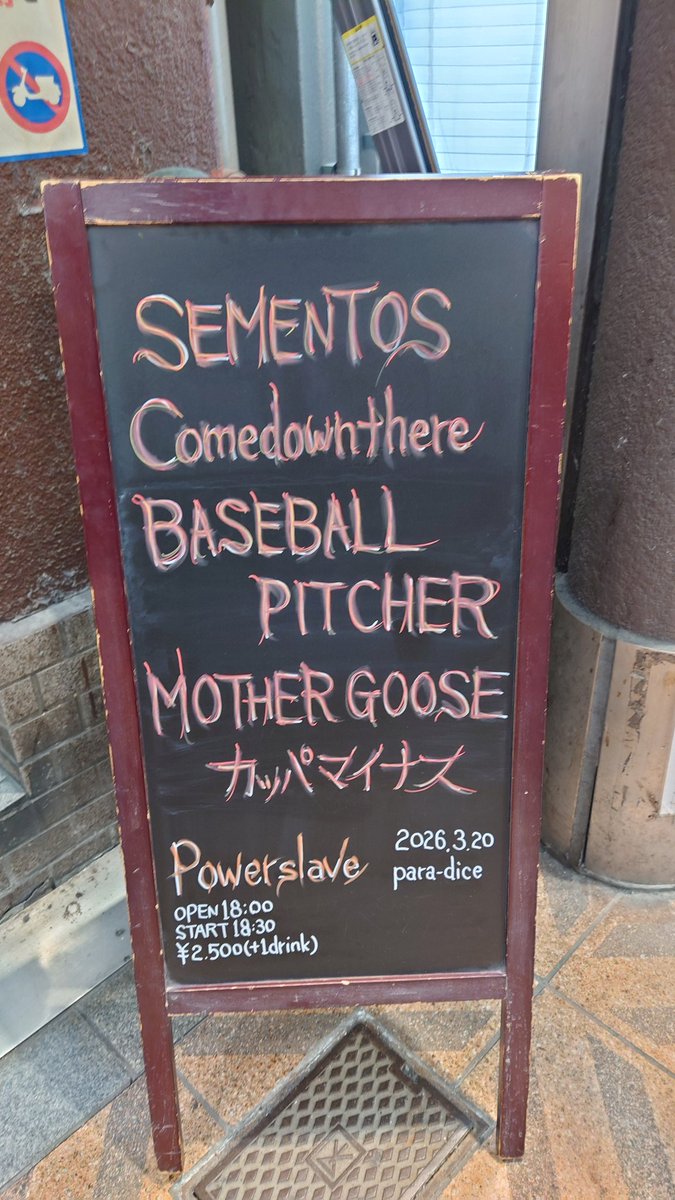 SEMENTOS
Comedownthere
BASEBALL
PITCHER
MOTHER GOOSE
カッパマイナス
Powerslave
2026.3.20
para-dice
OPEN 18:00
START 18:30
¥2.500(+1drink)